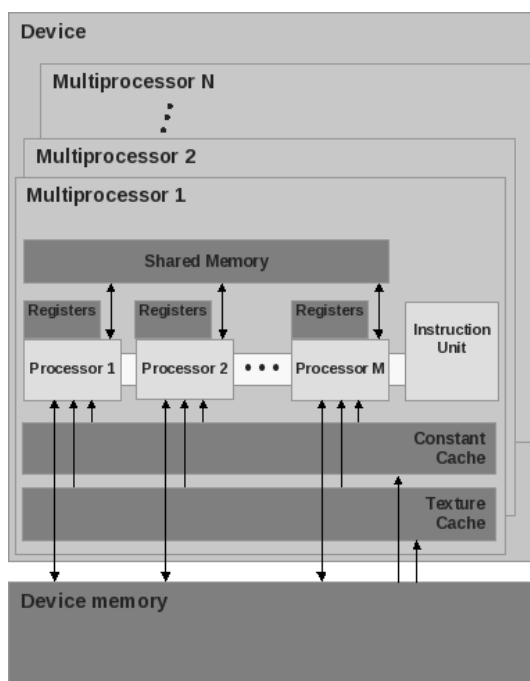 Device
Multiprocessor N
Multiprocessor 2
Multiprocessor 1
Shared Memory
Registers
Registers
Registers
Processor 1
Processor 2
Processor M
Instruction
Unit
Constant
Cache
Texture
Cache
Device memory